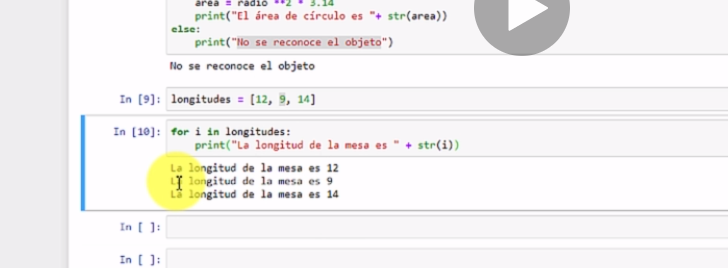 area = radio **2 * 3.14
print("El área de círculo es "+ str(area))
else:
print("No se reconoce el objeto")
No se reconoce el objeto
In [9]: longitudes = [12, 9, 14]
In [10]: for i in longitudes:
print("La longitud de la mesa es " + str(i))
La longitud de la mesa es 12
La longitud de la mesa es 9
La longitud de la mesa es 14
In [ ]:
In [ ]: